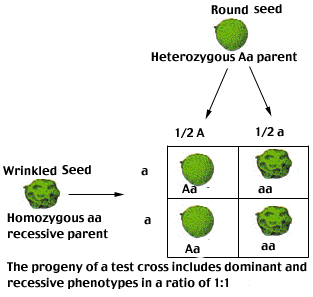 Round seed
Heterozygous Aa parent
1/2 A 1/2 a
Wrinkled Seed
a
Aa aa
Homozygous aa
recessive parent
a
Aa aa
The progeny of a test cross includes dominant and
recessive phenotypes in a ratio of 1:1